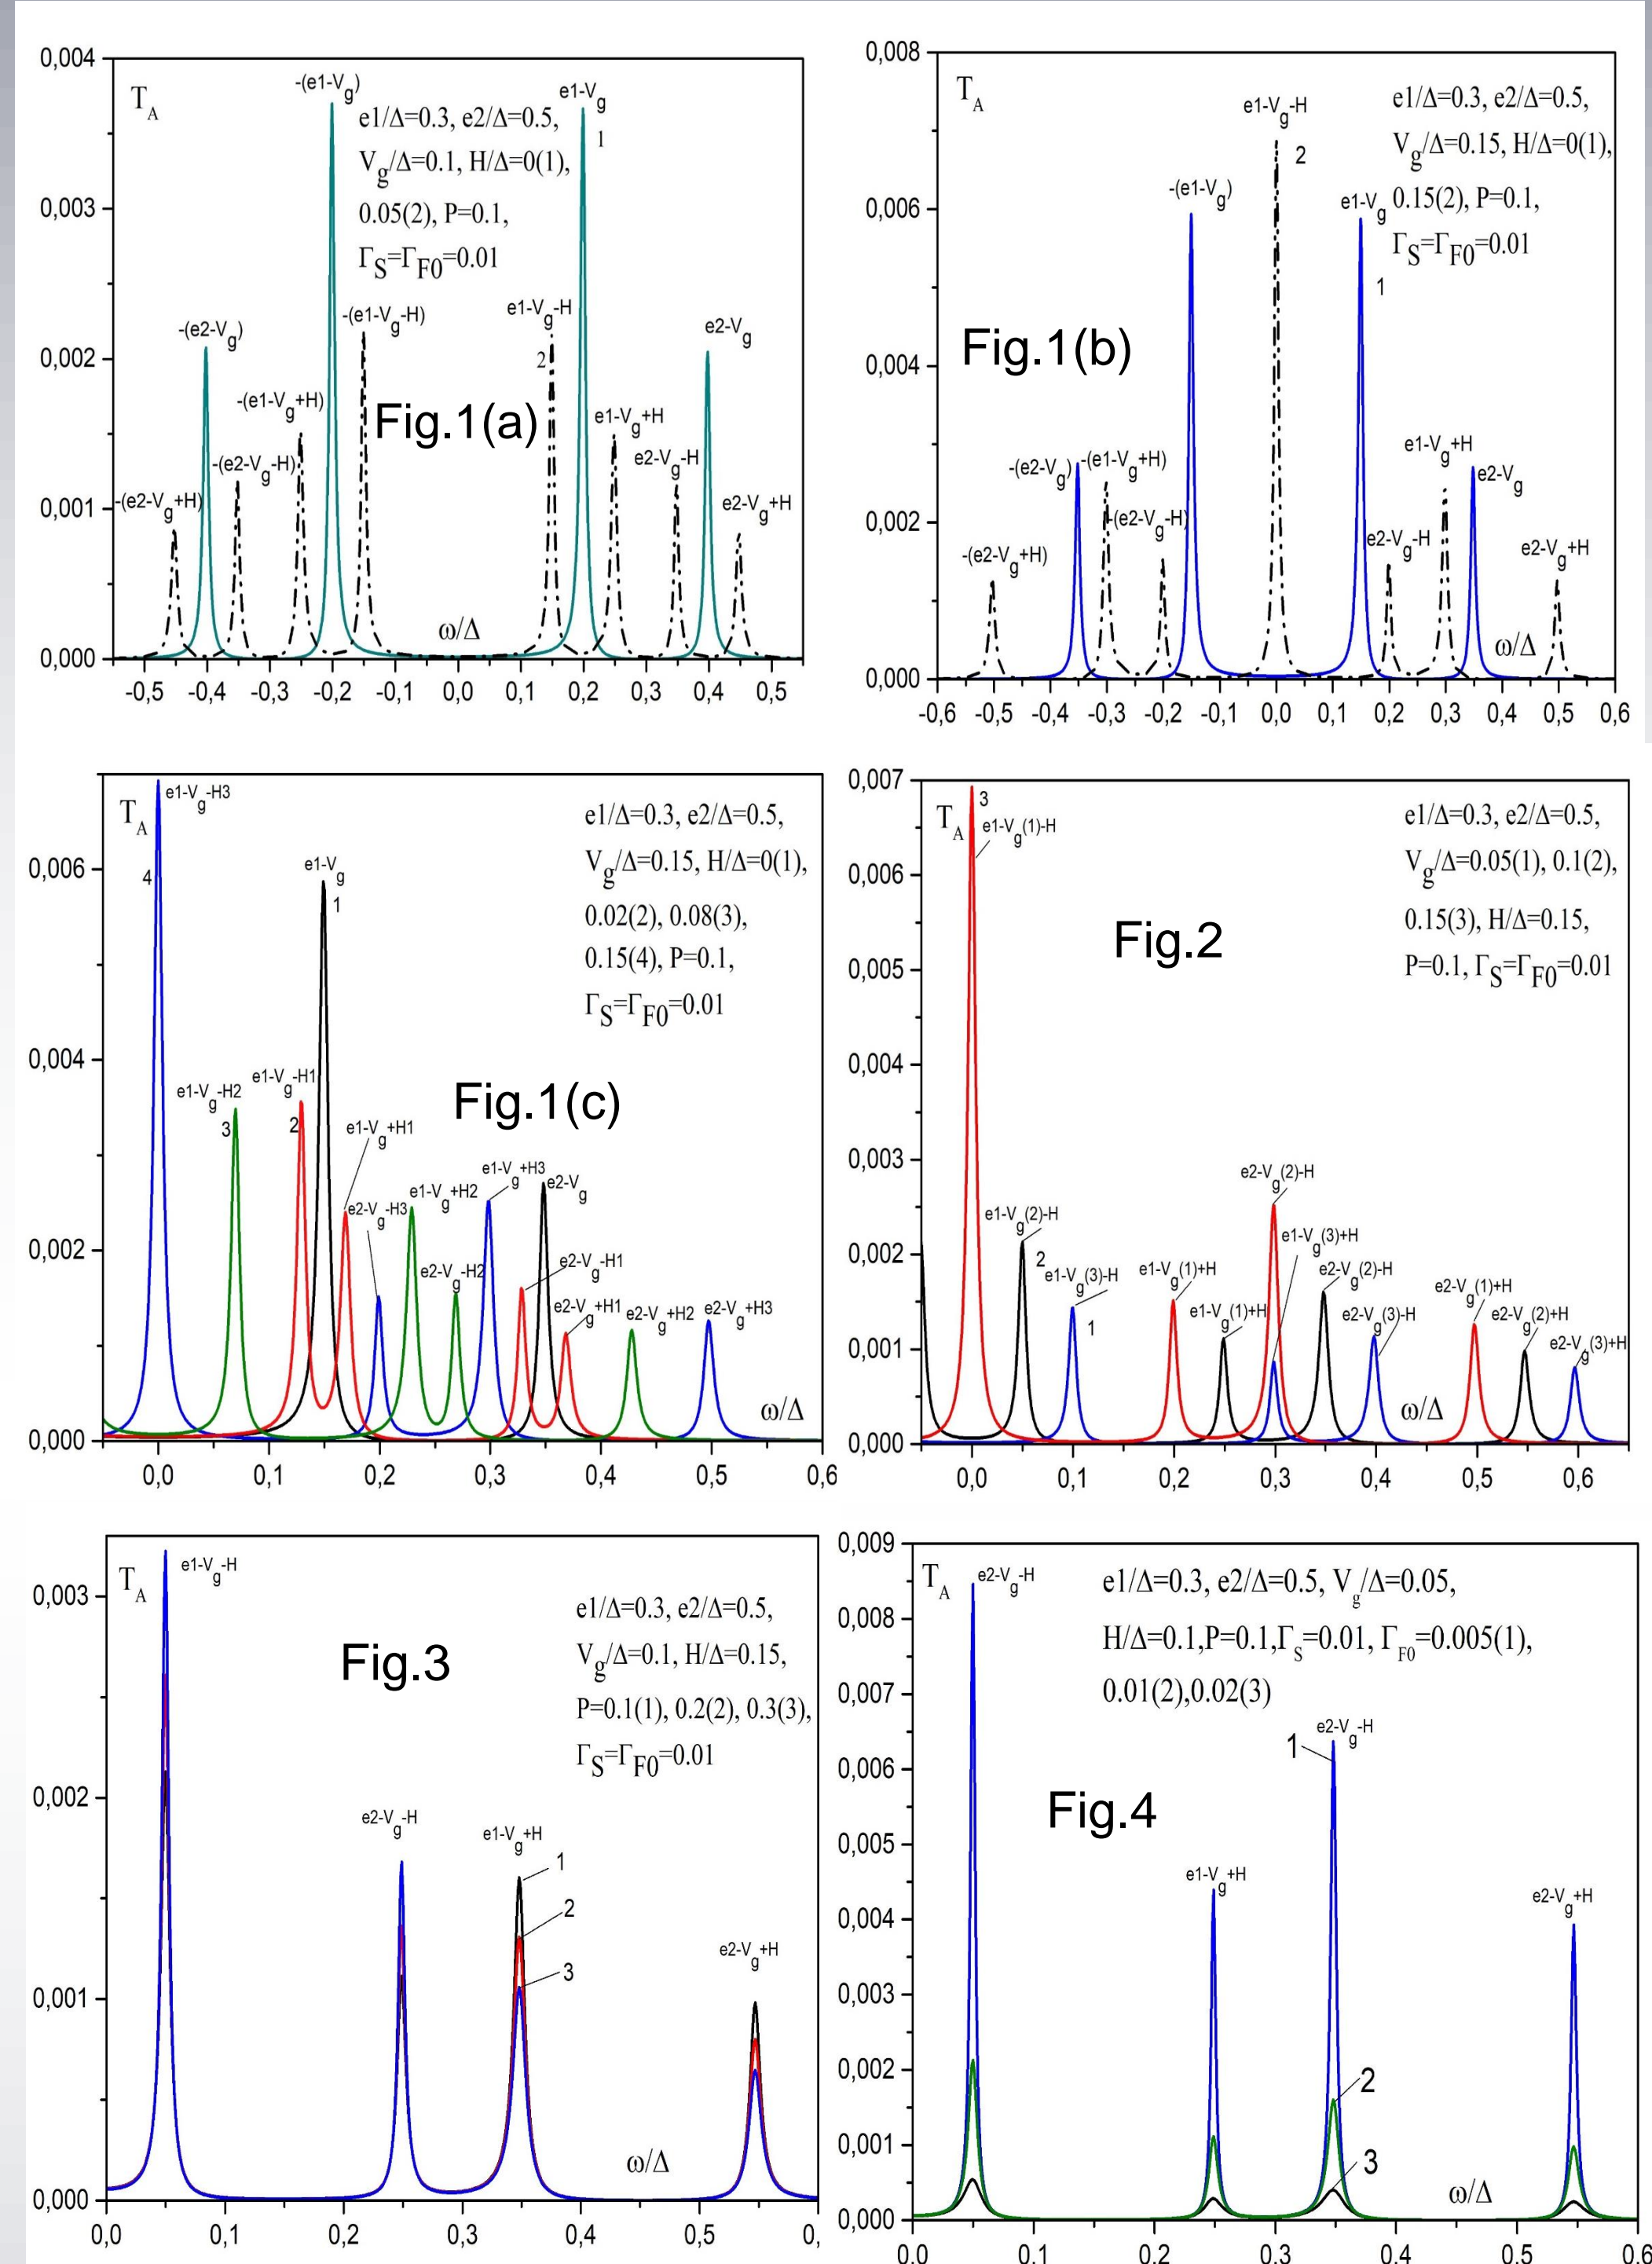 0,004
0,003
0,002
0,001
0,000
T_A
-(e1-V_g)
e1-V_g
1
e1/Δ=0.3, e2/Δ=0.5,
V_g/Δ=0.1, H/Δ=0(1),
0.05(2), P=0.1,
Γ_S=Γ_F0=0.01
-(e2-V_g)
-(e1-V_g-H)
e1-V_g-H
2
e2-V_g
-(e1-V_g+H)
Fig.1(a)
e1-V_g+H
-(e2-V_g-H)
e2-V_g-H
-(e2-V_g+H)
e2-V_g+H
ω/Δ
-0,5 -0,4 -0,3 -0,2 -0,1 0,0 0,1 0,2 0,3 0,4 0,5
0,008
0,006
0,004
0,002
0,000
T_A
e1-V_g-H
2
e1/Δ=0.3, e2/Δ=0.5,
V_g/Δ=0.15, H/Δ=0(1),
0.15(2), P=0.1,
Γ_S=Γ_F0=0.01
-(e1-V_g)
e1-V_g
1
Fig.1(b)
-(e2-V_g)
-(e1-V_g+H)
e1-V_g+H
e2-V_g
-(e2-V_g-H)
e2-V_g-H
-(e2-V_g+H)
e2-V_g+H
ω/Δ
-0,6 -0,5 -0,4 -0,3 -0,2 -0,1 0,0 0,1 0,2 0,3 0,4 0,5 0,6
0,006
0,004
0,002
0,000
T_A
e1-V_g-H3
4
e1-V_g
1
e1/Δ=0.3, e2/Δ=0.5,
V_g/Δ=0.15, H/Δ=0(1),
0.02(2), 0.08(3),
0.15(4), P=0.1,
Γ_S=Γ_F0=0.01
e1-V_g-H2
3
e1-V_g-H1
2
Fig.1(c)
e1-V_g+H1
e2-V_g-H3
e1-V_g+H2
e1-V_g+H3
e2-V_g
e2-V_g-H2
e2-V_g-H1
e2-V_g+H1
e2-V_g+H2
e2-V_g+H3
ω/Δ
0,0 0,1 0,2 0,3 0,4 0,5 0,6
0,007
0,006
0,005
0,004
0,003
0,002
0,001
0,000
T_A
3
e1-V_g(1)-H
e1/Δ=0.3, e2/Δ=0.5,
V_g/Δ=0.05(1), 0.1(2),
0.15(3), H/Δ=0.15,
P=0.1, Γ_S=Γ_F0=0.01
Fig.2
e1-V_g(2)-H
2
e1-V_g(3)-H
1
e1-V_g(1)+H
e1-V_g(1)+H
e2-V_g(2)-H
e1-V_g(3)+H
e2-V_g(2)-H
e2-V_g(3)-H
e2-V_g(1)+H
e2-V_g(2)+H
e2-V_g(3)+H
ω/Δ
0,0 0,1 0,2 0,3 0,4 0,5 0,6
0,003
0,002
0,001
0,000
T_A
e1-V_g-H
Fig.3
e1/Δ=0.3, e2/Δ=0.5,
V_g/Δ=0.1, H/Δ=0.15,
P=0.1(1), 0.2(2), 0.3(3),
Γ_S=Γ_F0=0.01
e2-V_g-H
e1-V_g+H
1
2
3
e2-V_g+H
ω/Δ
0,0 0,1 0,2 0,3 0,4 0,5 0,
0,009
0,008
0,007
0,006
0,005
0,004
0,003
0,002
0,001
0,000
T_A
e2-V_g-H
e1/Δ=0.3, e2/Δ=0.5, V_g/Δ=0.05,
H/Δ=0.1,P=0.1,Γ_S=0.01, Γ_F0=0.005(1),
0.01(2),0.02(3)
Fig.4
1
e2-V_g-H
e1-V_g+H
e2-V_g+H
2
3
ω/Δ
0,0 0,1 0,2 0,3 0,4 0,5 0,6